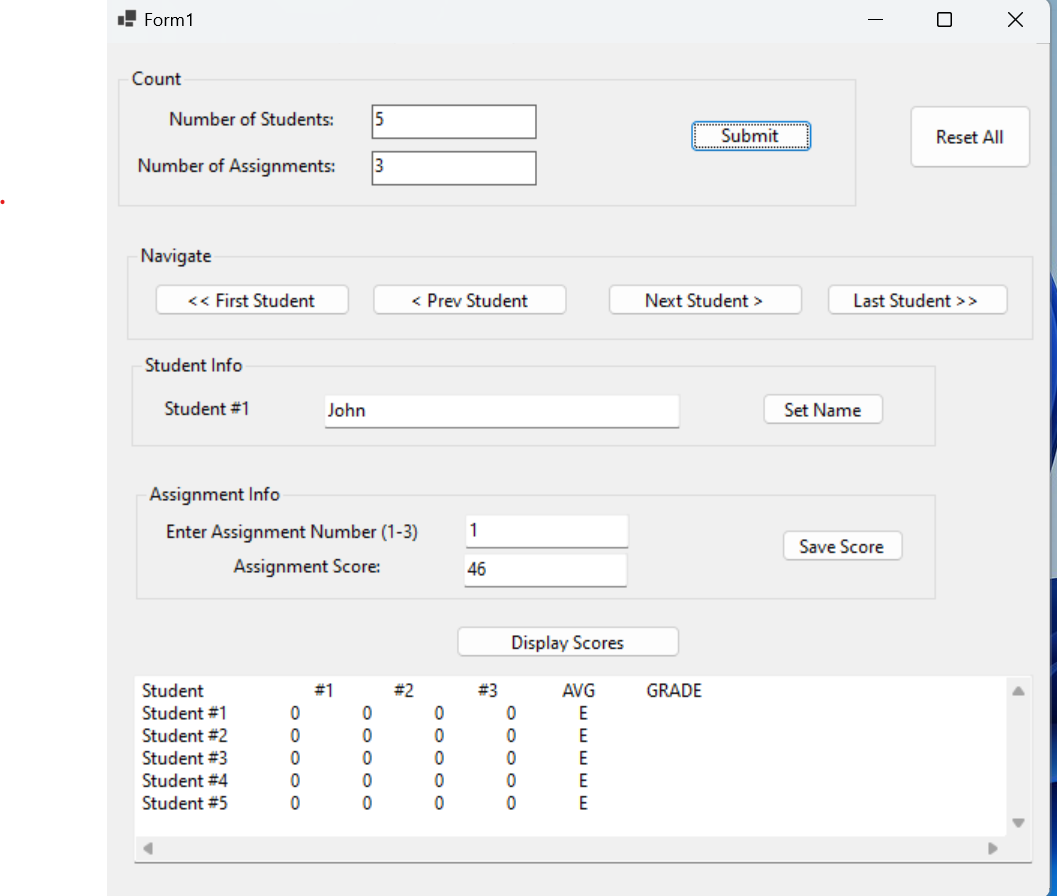 Form1
Count
Number of Students: 5
Submit
Reset All
Number of Assignments: 3
Navigate
<< First Student < Prev Student Next Student > Last Student >>
Student Info
Student #1 John Set Name
Assignment Info
Enter Assignment Number (1-3) 1
Save Score
Assignment Score: 46
Display Scores
Student #1 #2 #3 AVG GRADE
Student #1 0 0 0 0 E
Student #2 0 0 0 0 E
Student #3 0 0 0 0 E
Student #4 0 0 0 0 E
Student #5 0 0 0 0 E